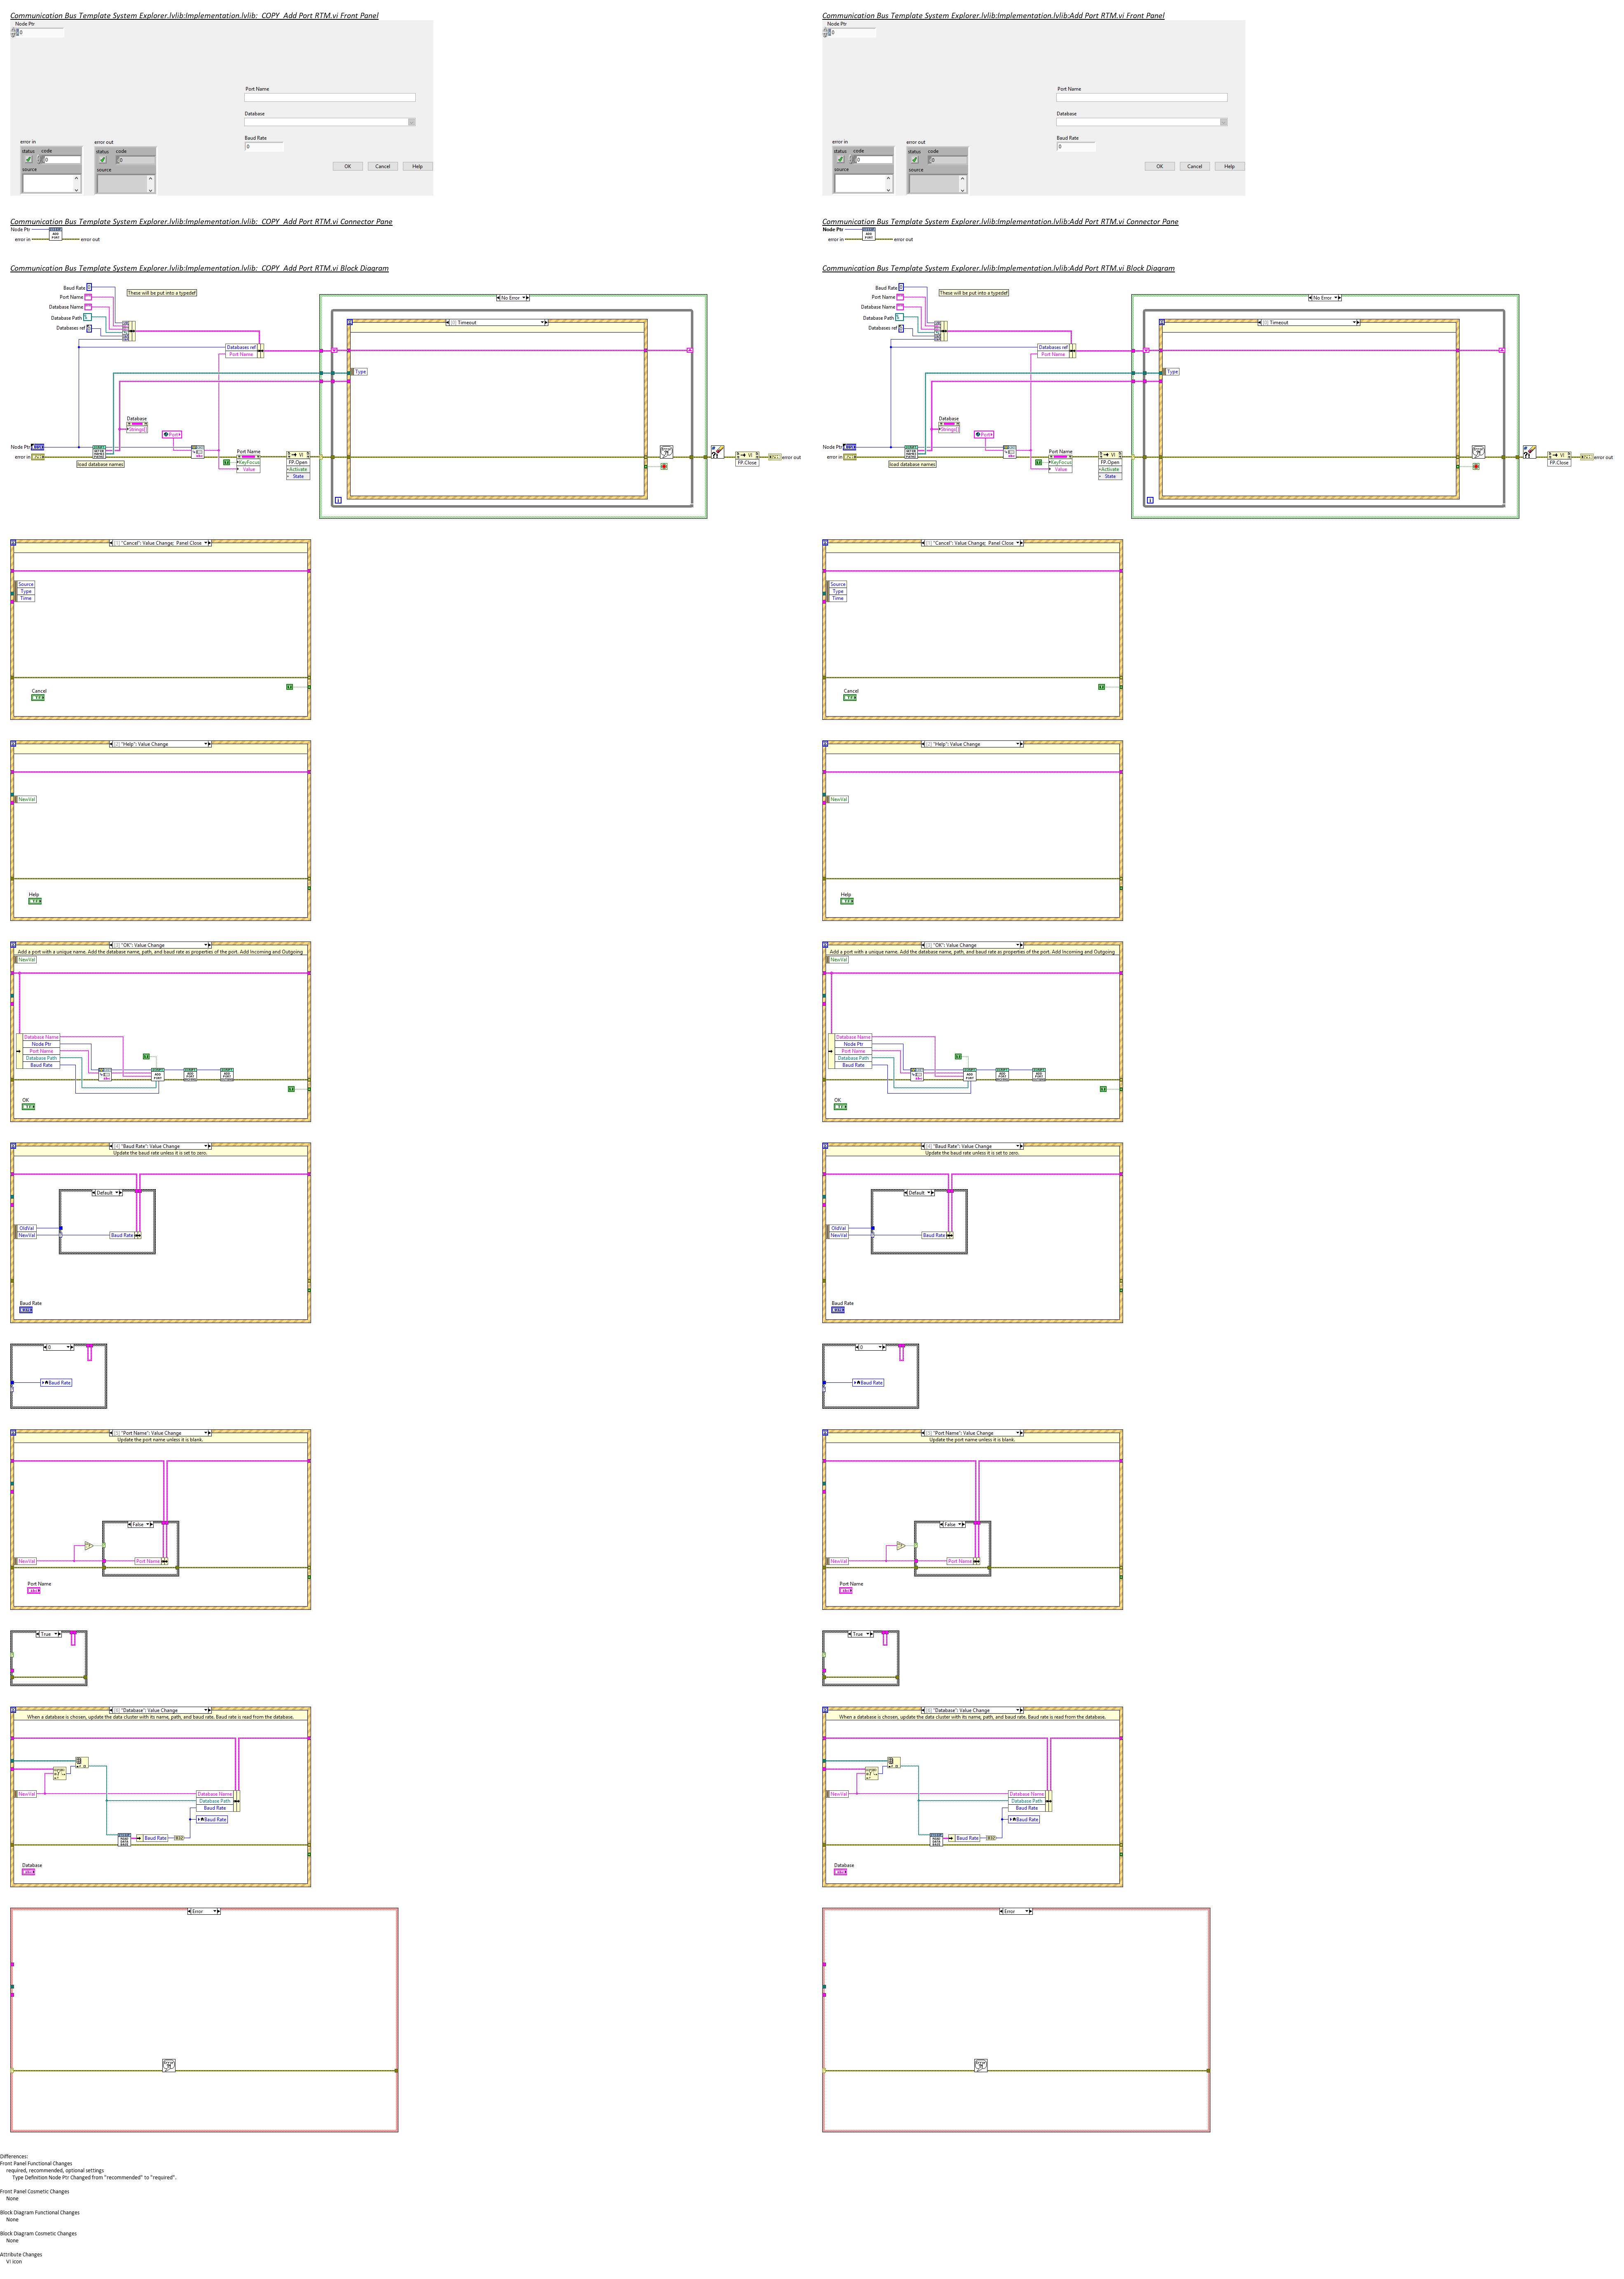 Communication Bus Template System Explorer.lvlib:Implementation.lvlib:_COPY_Add Port RTM.vi Front Panel
Node Ptr
0
Port Name
Database
Baud Rate
0
error in
status code
0
source
error out
status code
0
source
OK
Cancel
Help
Communication Bus Template System Explorer.lvlib:Implementation.lvlib:Add Port RTM.vi Front Panel
Node Ptr
0
Port Name
Database
Baud Rate
0
error in
status code
0
source
error out
status code
0
source
OK
Cancel
Help
Communication Bus Template System Explorer.lvlib:Implementation.lvlib:_COPY_Add Port RTM.vi Connector Pane
Node Ptr
error in
ADD
PORT
error out
Communication Bus Template System Explorer.lvlib:Implementation.lvlib:Add Port RTM.vi Connector Pane
Node Ptr
error in
ADD
PORT
error out
Communication Bus Template System Explorer.lvlib:Implementation.lvlib:_COPY_Add Port RTM.vi Block Diagram
Baud Rate
Port Name
Database Name
Database Path
Databases ref
These will be put into a typedef
Databases ref
Port Name
No Error
[0] Timeout
Type
Database
Strings[]
Port
Node Ptr
error in
load database names
Port Name
KeyFocus
Value
VI
FP.Open
Activate
State
VI
FP.Close
error out
Communication Bus Template System Explorer.lvlib:Implementation.lvlib:Add Port RTM.vi Block Diagram
Baud Rate
Port Name
Database Name
Database Path
Databases ref
These will be put into a typedef
Databases ref
Port Name
No Error
[0] Timeout
Type
Database
Strings[]
Port
Node Ptr
error in
load database names
Port Name
KeyFocus
Value
VI
FP.Open
Activate
State
VI
FP.Close
error out
[1] "Cancel": Value Change; Panel Close
Source
Type
Time
Cancel
[1] "Cancel": Value Change; Panel Close
Source
Type
Time
Cancel
[2] "Help": Value Change
NewVal
Help
[2] "Help": Value Change
NewVal
Help
[3] "OK": Value Change
Add a port with a unique name. Add the database name, path, and baud rate as properties of the port. Add Incoming and Outgoing
NewVal
Database Name
Node Ptr
Port Name
Database Path
Baud Rate
OK
[3] "OK": Value Change
Add a port with a unique name. Add the database name, path, and baud rate as properties of the port. Add Incoming and Outgoing
NewVal
Database Name
Node Ptr
Port Name
Database Path
Baud Rate
OK
[4] "Baud Rate": Value Change
Update the baud rate unless it is set to zero.
Default
OldVal
NewVal
Baud Rate
Baud Rate
[4] "Baud Rate": Value Change
Update the baud rate unless it is set to zero.
Default
OldVal
NewVal
Baud Rate
Baud Rate
0
Baud Rate
0
Baud Rate
[5] "Port Name": Value Change
Update the port name unless it is blank.
False
NewVal
Port Name
Port Name
[5] "Port Name": Value Change
Update the port name unless it is blank.
False
NewVal
Port Name
Port Name
True
True
[6] "Database": Value Change
When a database is chosen, update the data cluster with its name, path, and baud rate. Baud rate is read from the database.
NewVal
Database Name
Database Path
Baud Rate
Baud Rate
Baud Rate
Database
[6] "Database": Value Change
When a database is chosen, update the data cluster with its name, path, and baud rate. Baud rate is read from the database.
NewVal
Database Name
Database Path
Baud Rate
Baud Rate
Baud Rate
Database
Error
Error
Differences:
Front Panel Functional Changes
required, recommended, optional settings
Type Definition Node Ptr Changed from "recommended" to "required".
Front Panel Cosmetic Changes
None
Block Diagram Functional Changes
None
Block Diagram Cosmetic Changes
None
Attribute Changes
VI icon